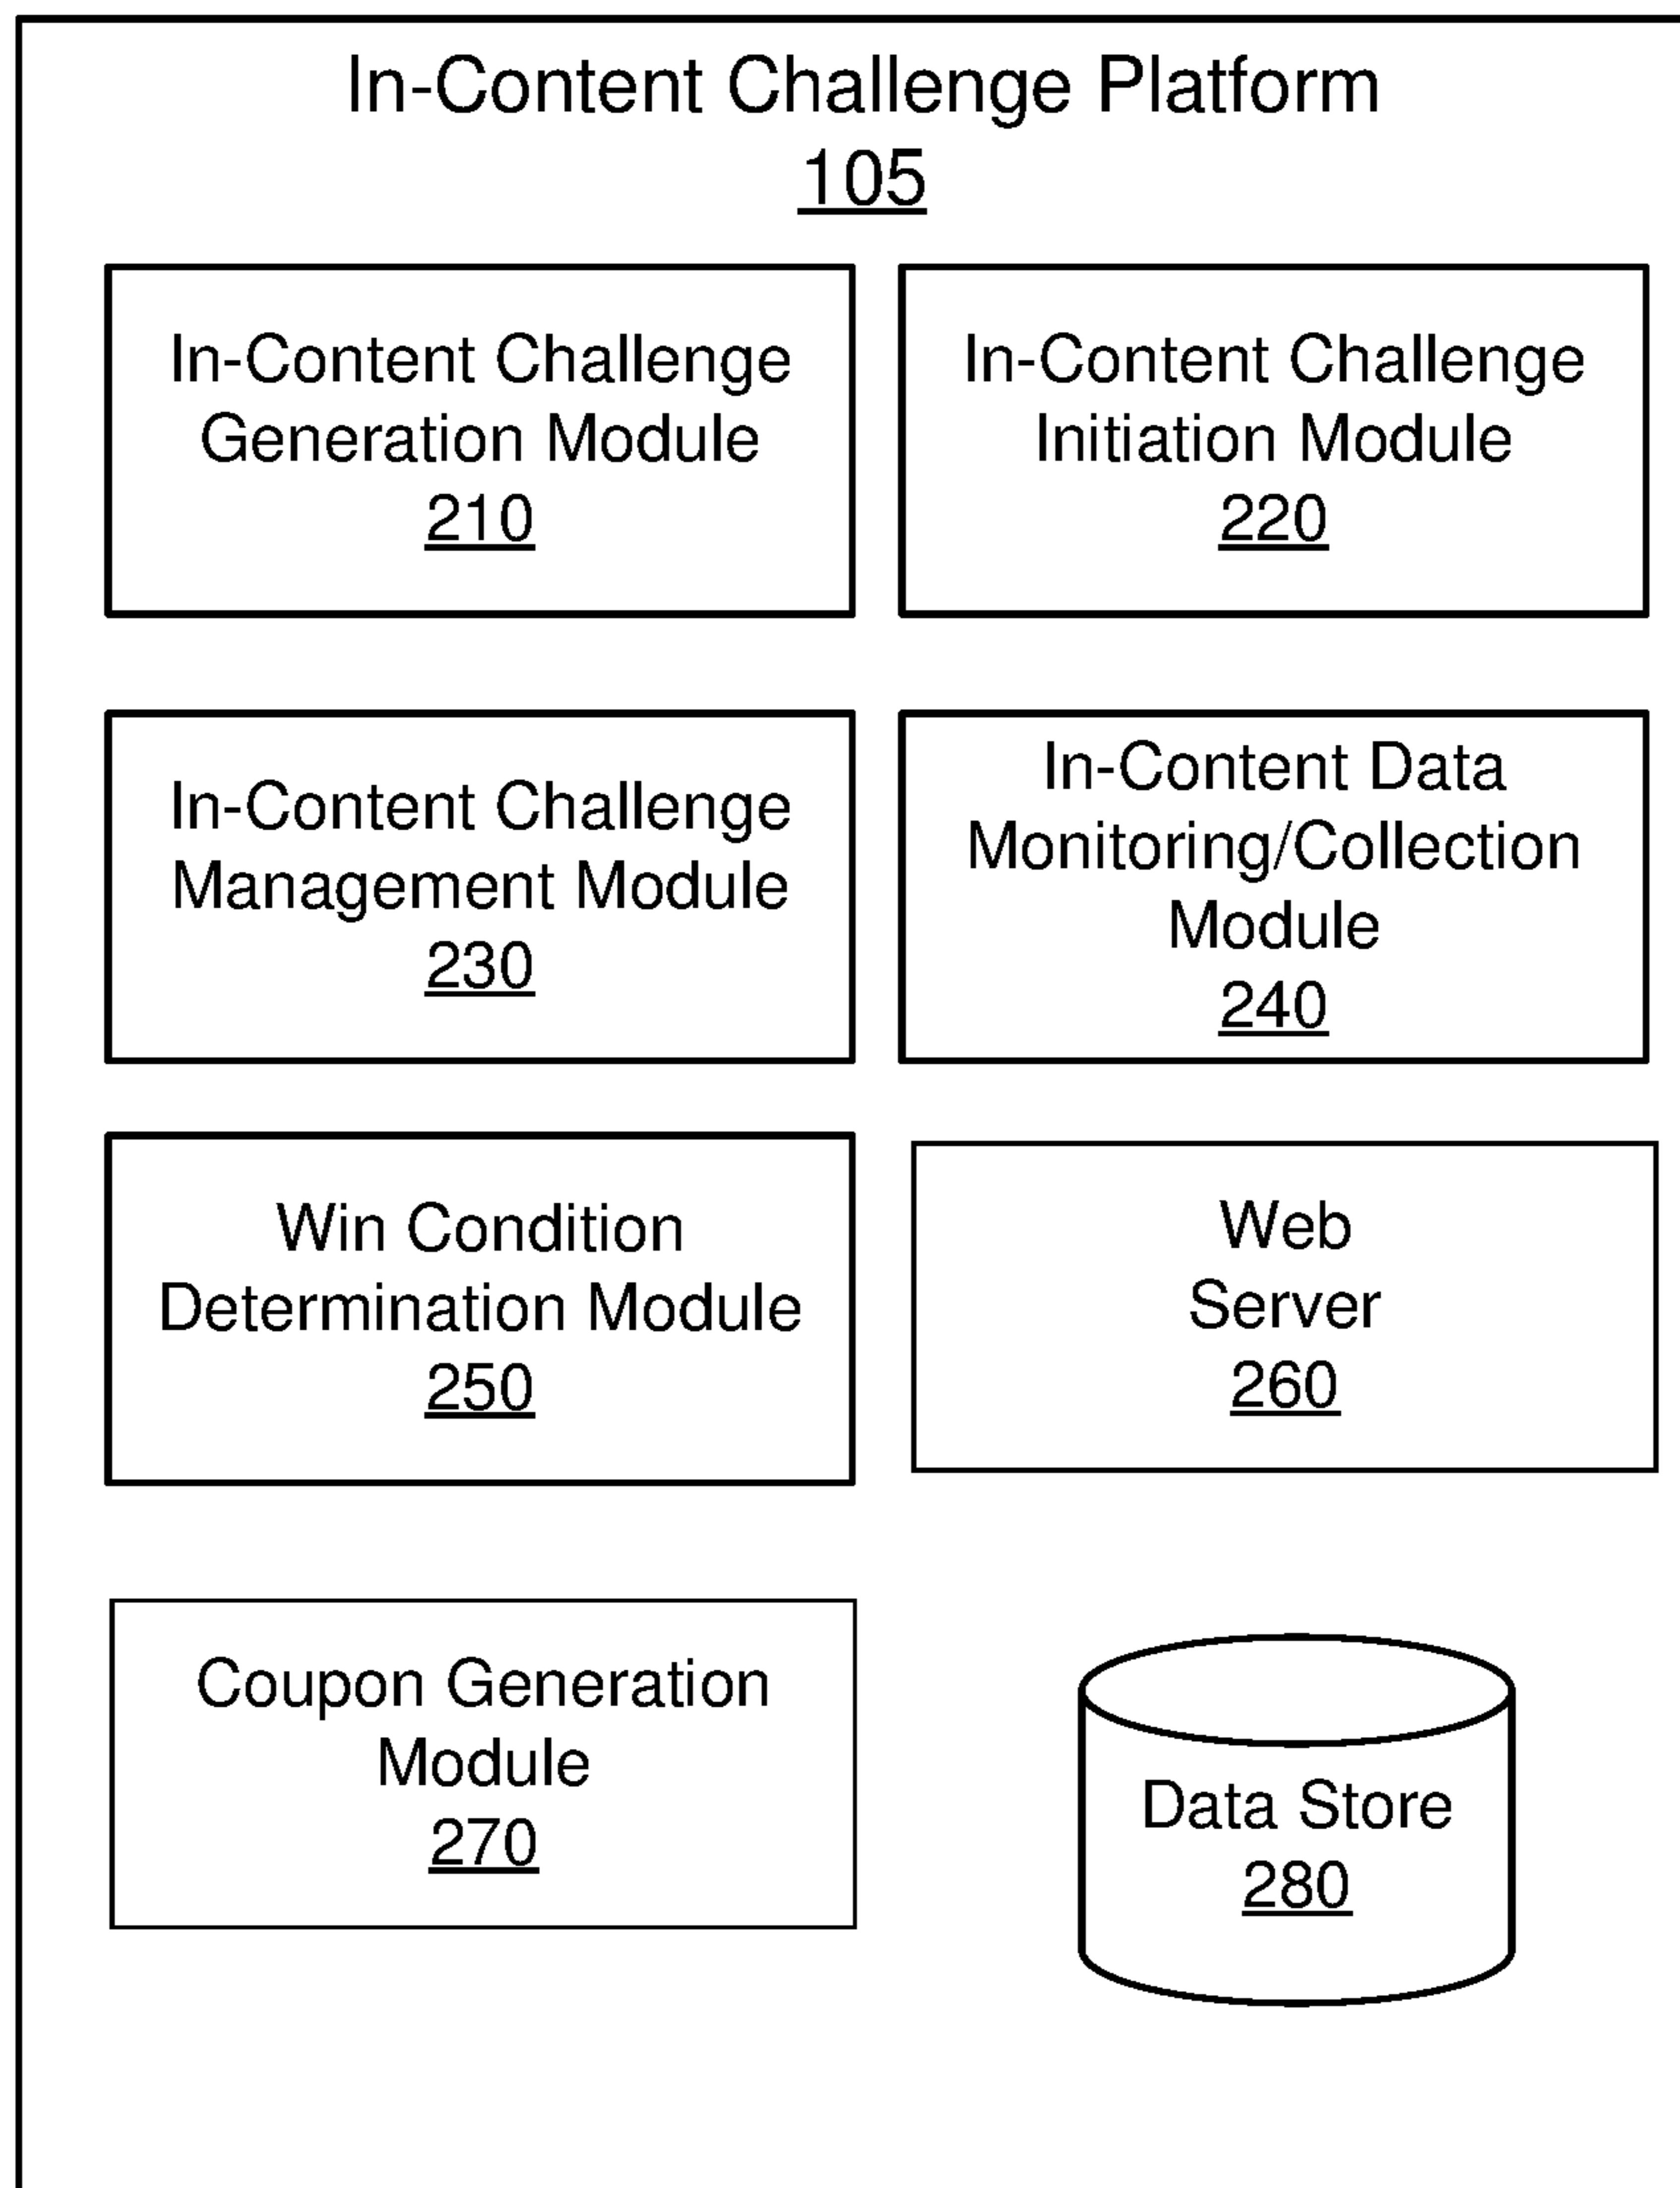 In-Content Challenge Platform
105
In-Content Challenge
Generation Module
210
In-Content Challenge
Initiation Module
220
In-Content Challenge
Management Module
230
In-Content Data
Monitoring/Collection
Module
240
Win Condition
Determination Module
250
Web
Server
260
Coupon Generation
Module
270
Data Store
280